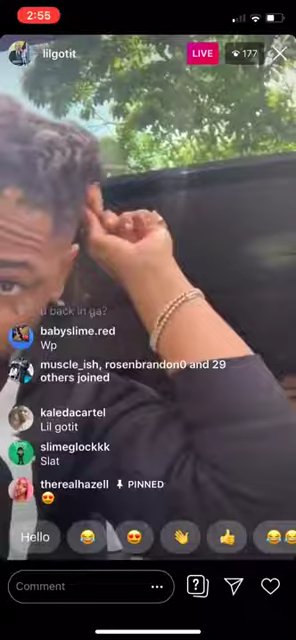 2:55
lilgotit
LIVE
177
u back in ga?
babyslime.red
Wp
muscle_ish, rosenbrandon0 and 29
others joined
kaledacartel
Lil gotit
slimeglockkk
Slat
therealhazell PINNED
😍
Hello 😂 😍 👋 👍 😂😂
Comment ...